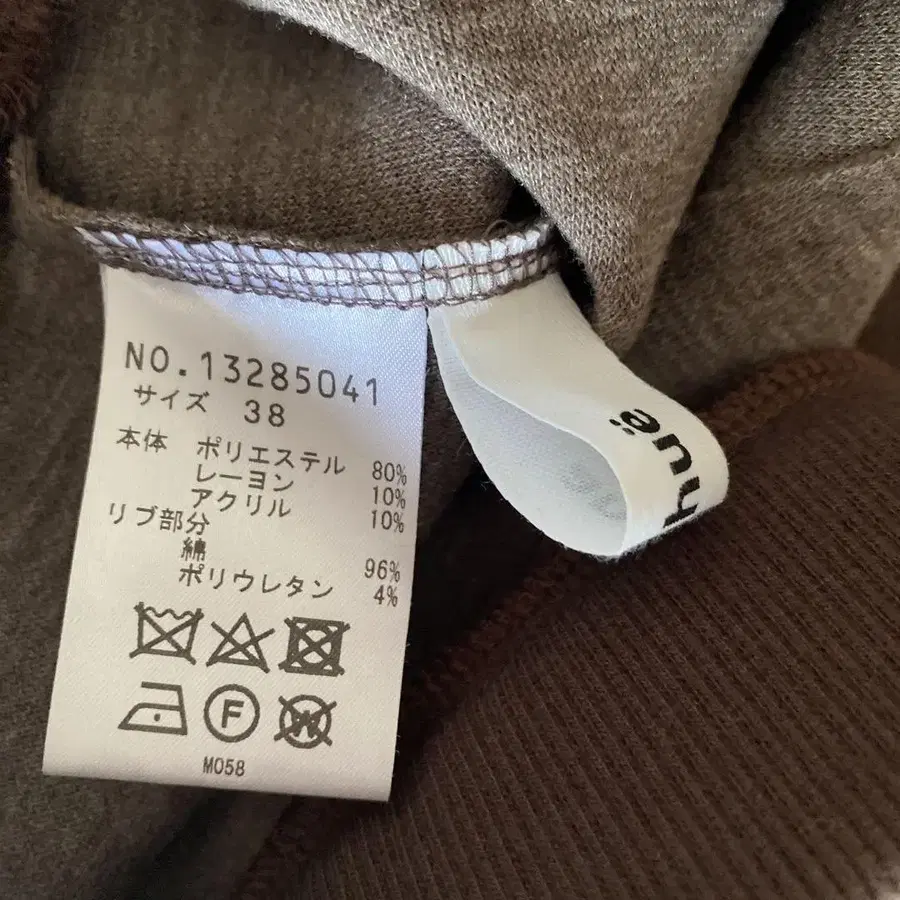 NO.13285041
サイズ 38
本体 ポリエステル 80%
レーヨン 10%
アクリル 10%
リブ部分
綿 96%
ポリウレタン 4%
F W
M058
huë